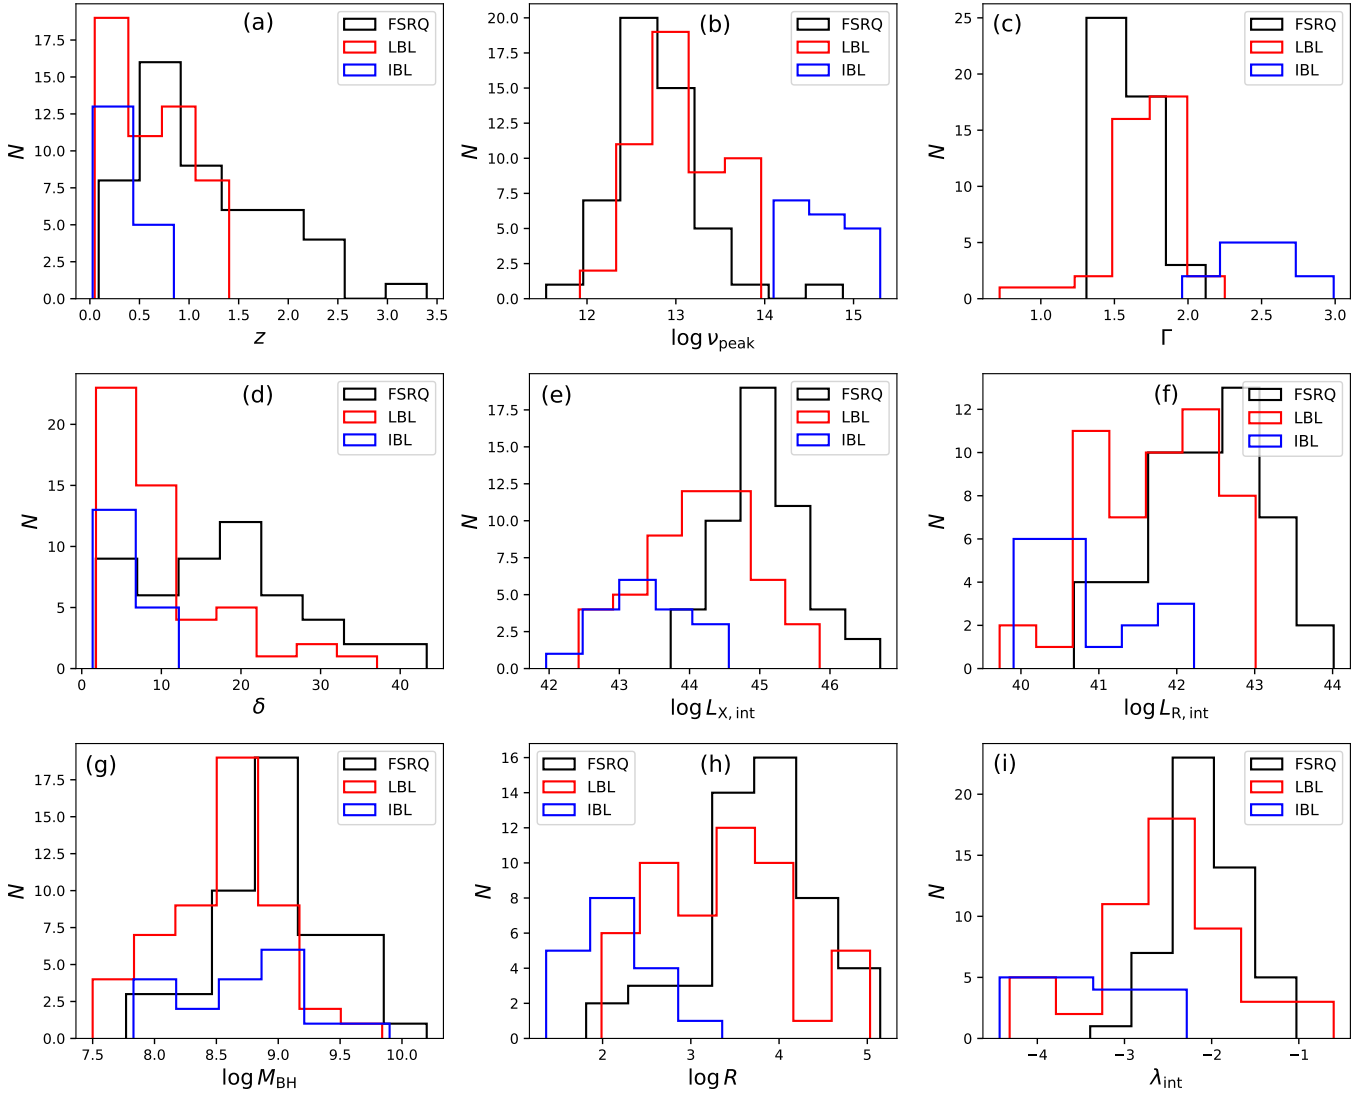 (a)
FSRQ
LBL
IBL
17.5
15.0
12.5
10.0
7.5
5.0
2.5
0.0
N
0.0 0.5 1.0 1.5 2.0 2.5 3.0 3.5
z
(b)
FSRQ
LBL
IBL
20.0
17.5
15.0
12.5
10.0
7.5
5.0
2.5
0.0
N
12 13 14 15
log ν_peak
(c)
FSRQ
LBL
IBL
25
20
15
10
5
0
N
1.0 1.5 2.0 2.5 3.0
Γ
(d)
FSRQ
LBL
IBL
20
15
10
5
0
N
0 10 20 30 40
δ
(e)
FSRQ
LBL
IBL
17.5
15.0
12.5
10.0
7.5
5.0
2.5
0.0
N
42 43 44 45 46
log L_X, int
(f)
FSRQ
LBL
IBL
12
10
8
6
4
2
0
N
40 41 42 43 44
log L_R, int
(g)
FSRQ
LBL
IBL
17.5
15.0
12.5
10.0
7.5
5.0
2.5
0.0
N
7.5 8.0 8.5 9.0 9.5 10.0
log M_BH
(h)
FSRQ
LBL
IBL
16
14
12
10
8
6
4
2
0
N
2 3 4 5
log R
(i)
FSRQ
LBL
IBL
20
15
10
5
0
N
−4 −3 −2 −1
λ_int